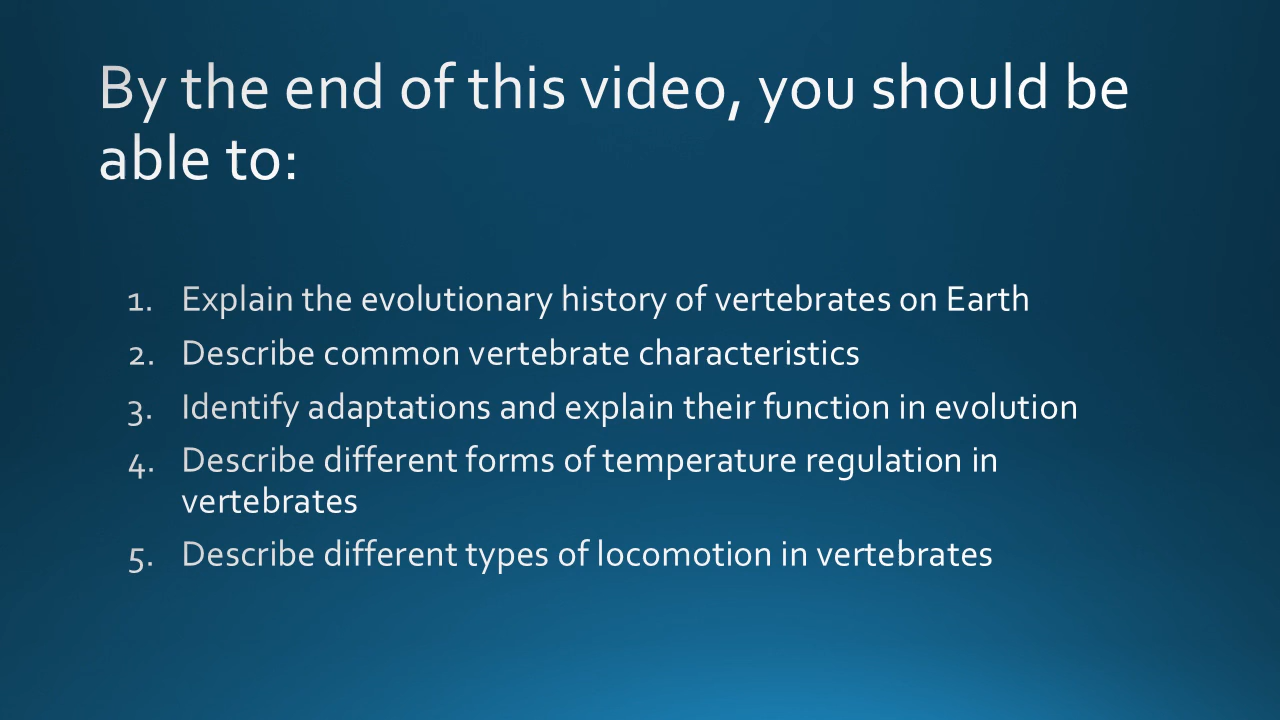 By the end of this video, you should be
able to:
1. Explain the evolutionary history of vertebrates on Earth
2. Describe common vertebrate characteristics
3. Identify adaptations and explain their function in evolution
4. Describe different forms of temperature regulation in
vertebrates
5. Describe different types of locomotion in vertebrates